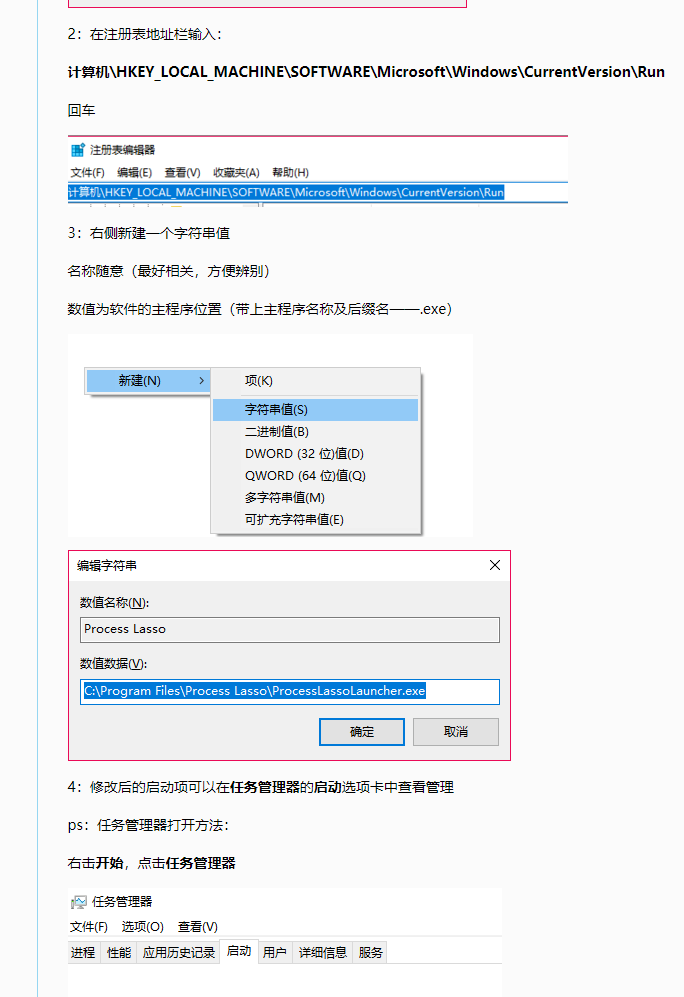 2：在注册表地址栏输入：
计算机\HKEY_LOCAL_MACHINE\SOFTWARE\Microsoft\Windows\CurrentVersion\Run
回车
注册表编辑器
文件(F) 编辑(E) 查看(V) 收藏夹(A) 帮助(H)
计算机\HKEY_LOCAL_MACHINE\SOFTWARE\Microsoft\Windows\CurrentVersion\Run
3：右侧新建一个字符串值
名称随意（最好相关，方便辨别）
数值为软件的主程序位置（带上主程序名称及后缀名——.exe）
新建(N)
项(K)
字符串值(S)
二进制值(B)
DWORD (32 位)值(D)
QWORD (64 位)值(Q)
多字符串值(M)
可扩充字符串值(E)
编辑字符串
数值名称(N):
Process Lasso
数值数据(V):
C:\Program Files\Process Lasso\ProcessLassoLauncher.exe
确定 取消
4：修改后的启动项可以在任务管理器的启动选项卡中查看管理
ps：任务管理器打开方法：
右击开始，点击任务管理器
任务管理器
文件(F) 选项(O) 查看(V)
进程 性能 应用历史记录 启动 用户 详细信息 服务